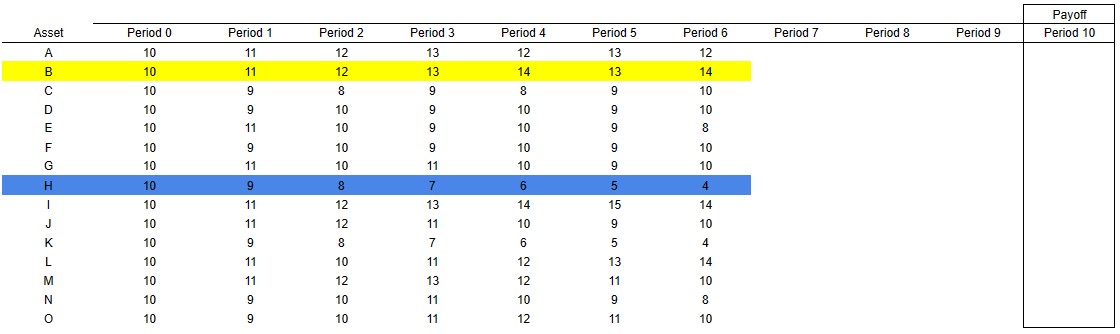 Payoff
Asset Period 0 Period 1 Period 2 Period 3 Period 4 Period 5 Period 6 Period 7 Period 8 Period 9 Period 10
A 10 11 12 13 12 13 12
B 10 11 12 13 14 13 14
C 10 9 8 9 8 9 10
D 10 9 10 9 10 9 10
E 10 11 10 9 10 9 8
F 10 9 10 9 10 9 10
G 10 11 10 11 10 9 10
H 10 9 8 7 6 5 4
I 10 11 12 13 14 15 14
J 10 11 12 11 10 9 10
K 10 9 8 7 6 5 4
L 10 11 10 11 12 13 14
M 10 11 12 13 12 11 10
N 10 9 10 11 10 9 8
O 10 9 10 11 12 11 10